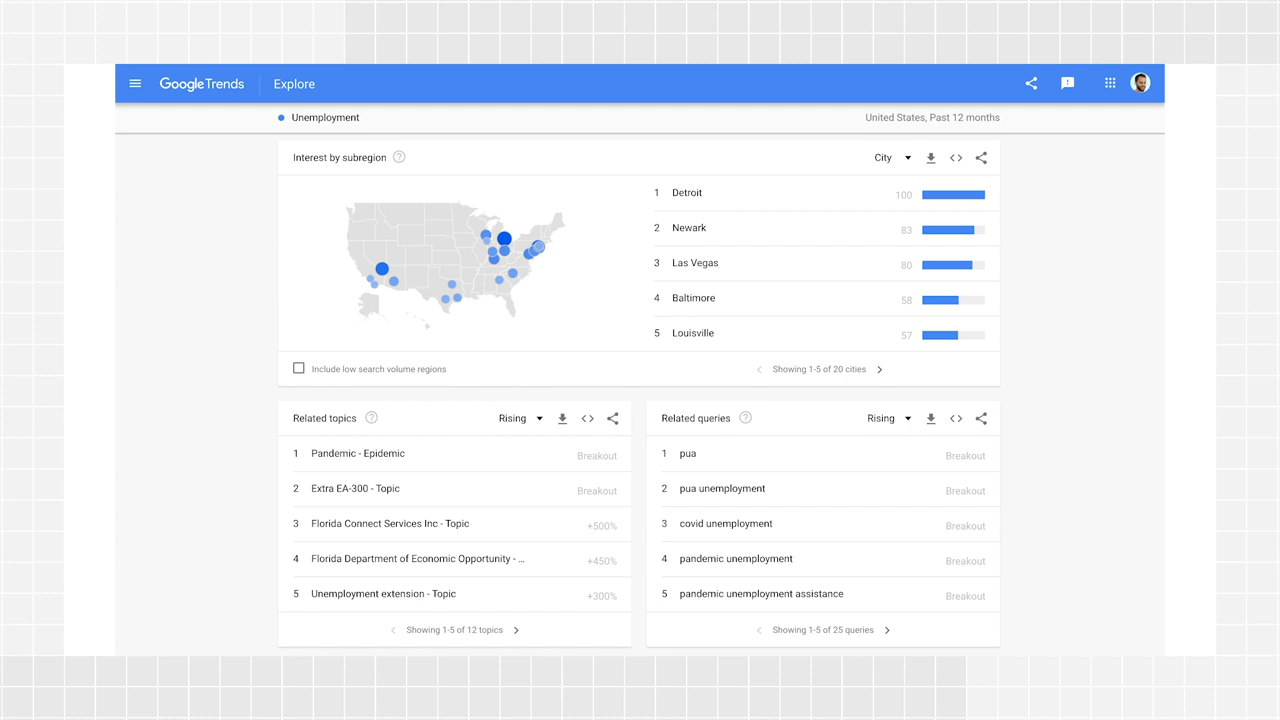 GoogleTrends Explore
Unemployment United States, Past 12 months
Interest by subregion City
1 Detroit 100
2 Newark 83
3 Las Vegas 80
4 Baltimore 58
5 Louisville 57
Include low search volume regions Showing 1-5 of 20 cities
Related topics Rising
1 Pandemic - Epidemic Breakout
2 Extra EA-300 - Topic Breakout
3 Florida Connect Services Inc - Topic +500%
4 Florida Department of Economic Opportunity - ... +450%
5 Unemployment extension - Topic +300%
Showing 1-5 of 12 topics
Related queries Rising
1 pua Breakout
2 pua unemployment Breakout
3 covid unemployment Breakout
4 pandemic unemployment Breakout
5 pandemic unemployment assistance Breakout
Showing 1-5 of 25 queries